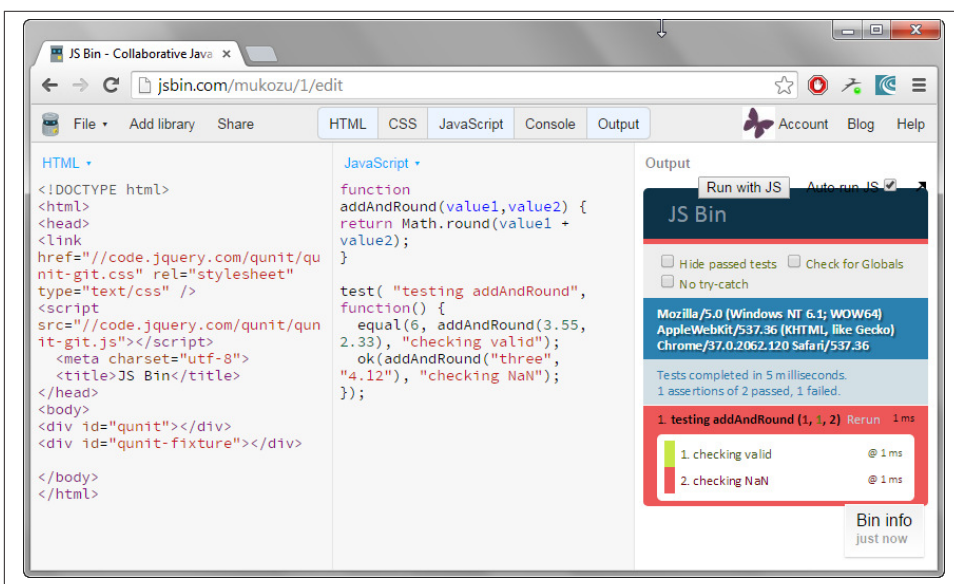 JS Bin - Collaborative Java ×
jsbin.com/mukozu/1/edit
File ▾ Add library Share HTML CSS JavaScript Console Output Account Blog Help
HTML ▾
<!DOCTYPE html>
<html>
<head>
<link
href="//code.jquery.com/qunit/qu
nit-git.css" rel="stylesheet"
type="text/css" />
<script
src="//code.jquery.com/qunit/qun
it-git.js"></script>
<meta charset="utf-8">
<title>JS Bin</title>
</head>
<body>
<div id="qunit"></div>
<div id="qunit-fixture"></div>
</body>
</html>
JavaScript ▾
function
addAndRound(value1,value2) {
return Math.round(value1 +
value2);
}
test( "testing addAndRound",
function() {
equal(6, addAndRound(3.55,
2.33), "checking valid");
ok(addAndRound("three",
"4.12"), "checking NaN");
});
Output
Run with JS Auto-run JS
JS Bin
Hide passed tests Check for Globals
No try-catch
Mozilla/5.0 (Windows NT 6.1; WOW64)
AppleWebKit/537.36 (KHTML, like Gecko)
Chrome/37.0.2062.120 Safari/537.36
Tests completed in 5 milliseconds.
1 assertions of 2 passed, 1 failed.
1. testing addAndRound (1, 1, 2) Rerun 1 ms
1. checking valid @ 1 ms
2. checking NaN @ 1 ms
Bin info
just now